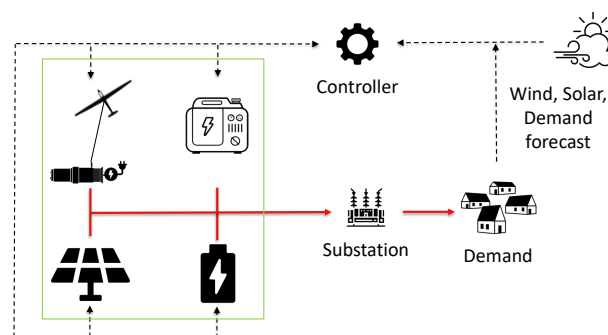 Controller
Wind, Solar,
Demand
forecast
Substation
Demand